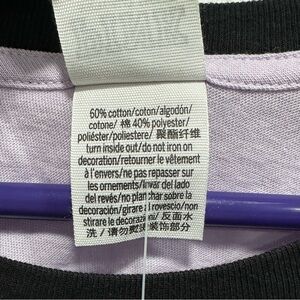 60% cotton/coton/algodón/
cotone/ 棉 40% polyester/
poliéster/poliestere/ 聚酯纤维
turn inside out/do not iron on
decoration/retourner le vêtement
à l'envers/ne pas repasser sur
les ornements/lavar del lado
del revés/no planchar sobre la
decoración/girare a rovescio/non
stirare le decorazioni/ 反面水
洗 / 请勿熨烫装饰部分